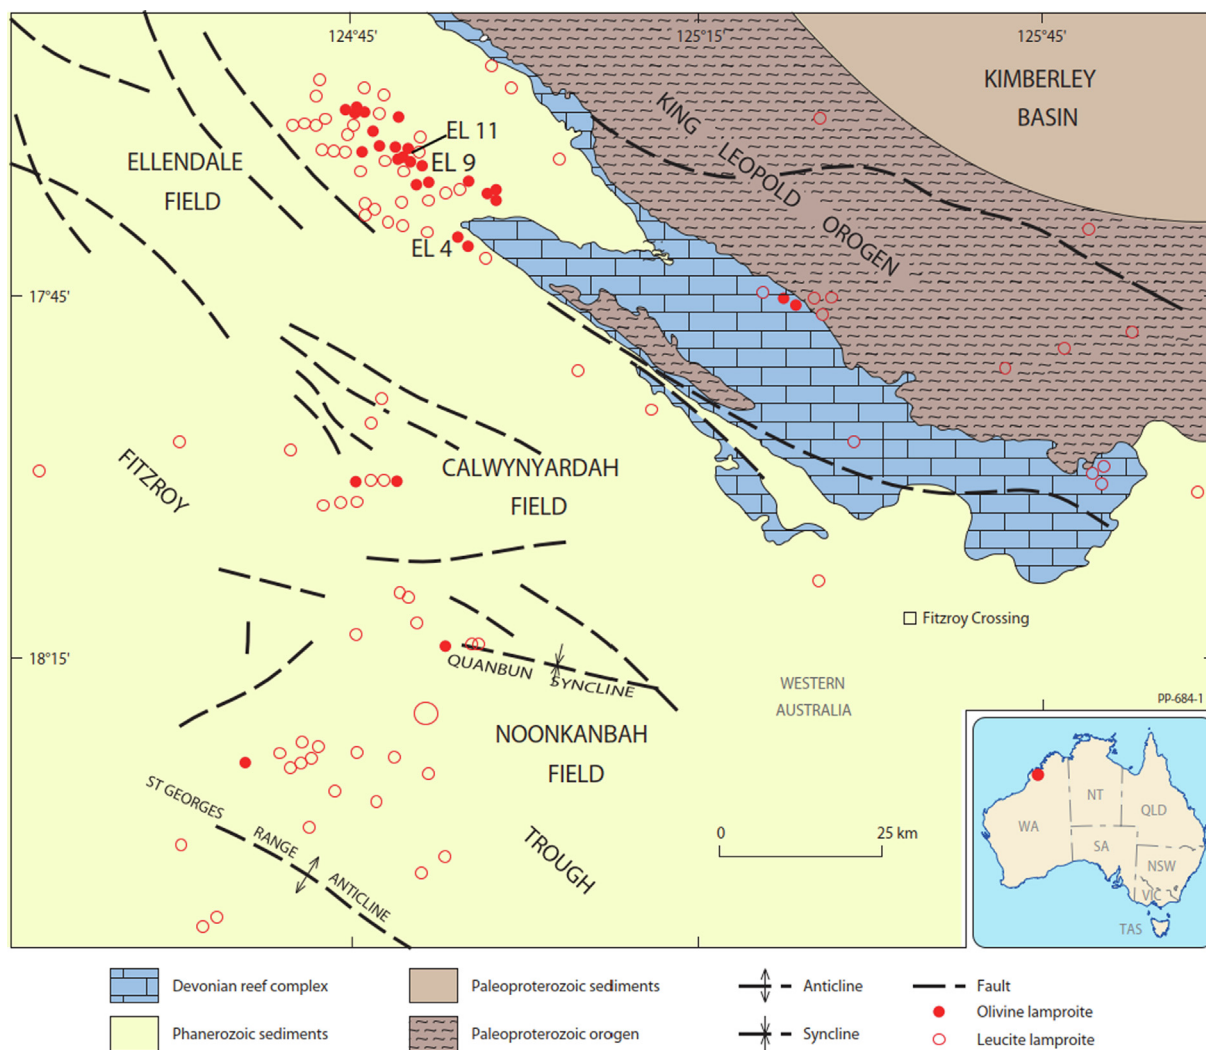 124°45'
125°15'
125°45'
KIMBERLEY
BASIN
KING
LEOPOLD
OROGEN
EL 11
EL 9
ELLENDALE
FIELD
EL 4
17°45'
FITZROY
CALWYNYARDAH
FIELD
Fitzroy Crossing
18°15'
QUANBUN
SYNCLINE
WESTERN
AUSTRALIA
PP-684-1
NOONKANBAH
FIELD
ST GEORGES
RANGE
ANTICLINE
TROUGH
0
25 km
NT
QLD
WA
SA
NSW
VIC
TAS
Devonian reef complex
Paleoproterozoic sediments
Anticline
Fault
Olivine lamproite
Phanerozoic sediments
Paleoproterozoic orogen
Syncline
Leucite lamproite